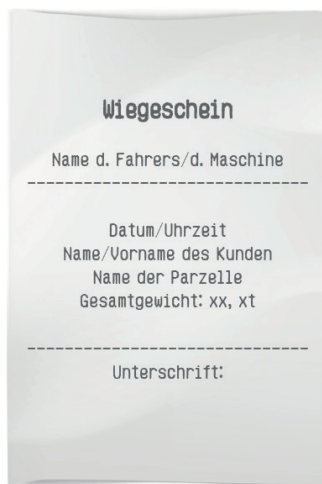 Wiegeschein
Name d. Fahrers/d. Maschine
------------------------------
Datum/Uhrzeit
Name/Vorname des Kunden
Name der Parzelle
Gesamtgewicht: xx, xt
------------------------------
Unterschrift: